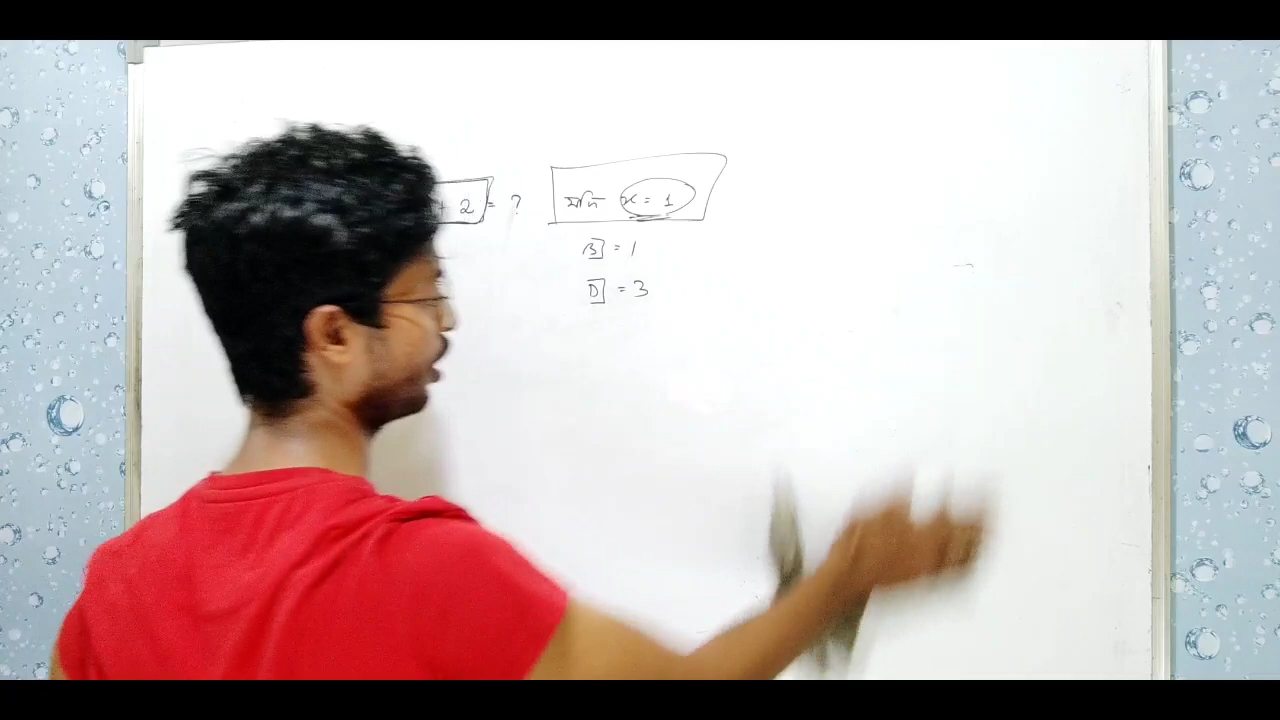 + 2 = ? যদি x = 1
B] = 1
D] = 3